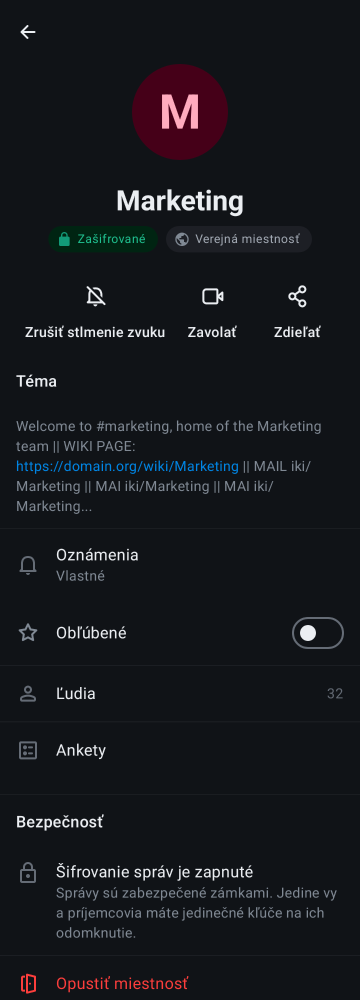 M
Marketing
Zašifrované
Verejná miestnosť
Zrušiť stlmenie zvuku
Zavolať
Zdieľať
Téma
Welcome to #marketing, home of the Marketing
team || WIKI PAGE:
https://domain.org/wiki/Marketing || MAIL iki/
Marketing || MAI iki/Marketing || MAI iki/
Marketing...
Oznámenia
Vlastné
Obľúbené
Ľudia 32
Ankety
Bezpečnosť
Šifrovanie správ je zapnuté
Správy sú zabezpečené zámkami. Jedine vy
a príjemcovia máte jedinečné kľúče na ich
odomknutie.
Opustiť miestnosť